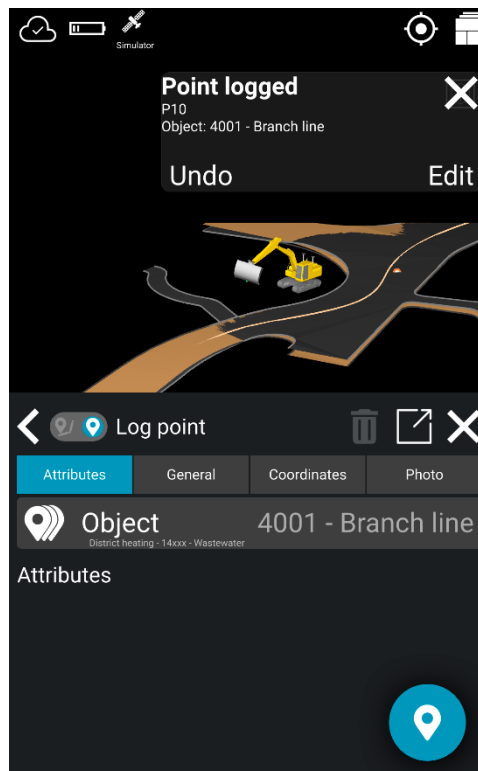 Simulator
Point logged
P10
Object: 4001 - Branch line
Undo Edit
Log point
Attributes General Coordinates Photo
Object 4001 - Branch line
District heating - 14xxx - Wastewater
Attributes